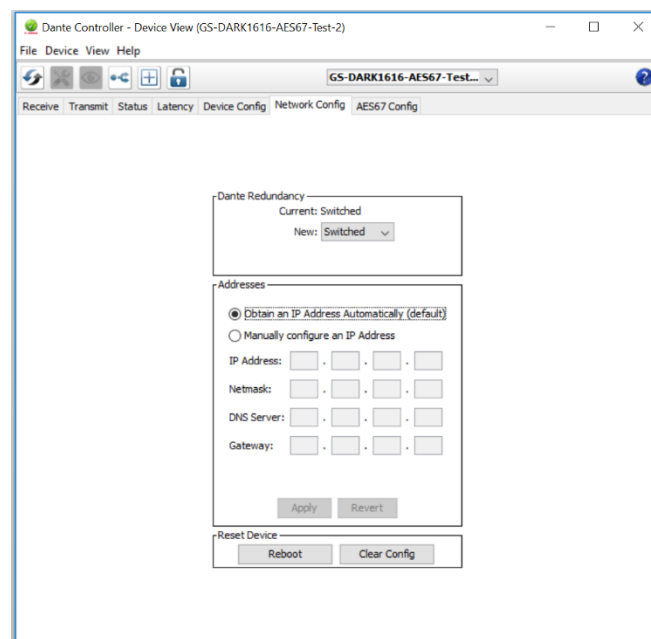 Dante Controller - Device View (GS-DARK1616-AES67-Test-2)
File Device View Help
GS-DARK1616-AES67-Test...
?
Receive Transmit Status Latency Device Config Network Config AES67 Config
Dante Redundancy
Current: Switched
New: Switched
Addresses
Obtain an IP Address Automatically (default)
Manually configure an IP Address
IP Address: . . .
Netmask: . . .
DNS Server: . . .
Gateway: . . .
Apply Revert
Reset Device
Reboot Clear Config